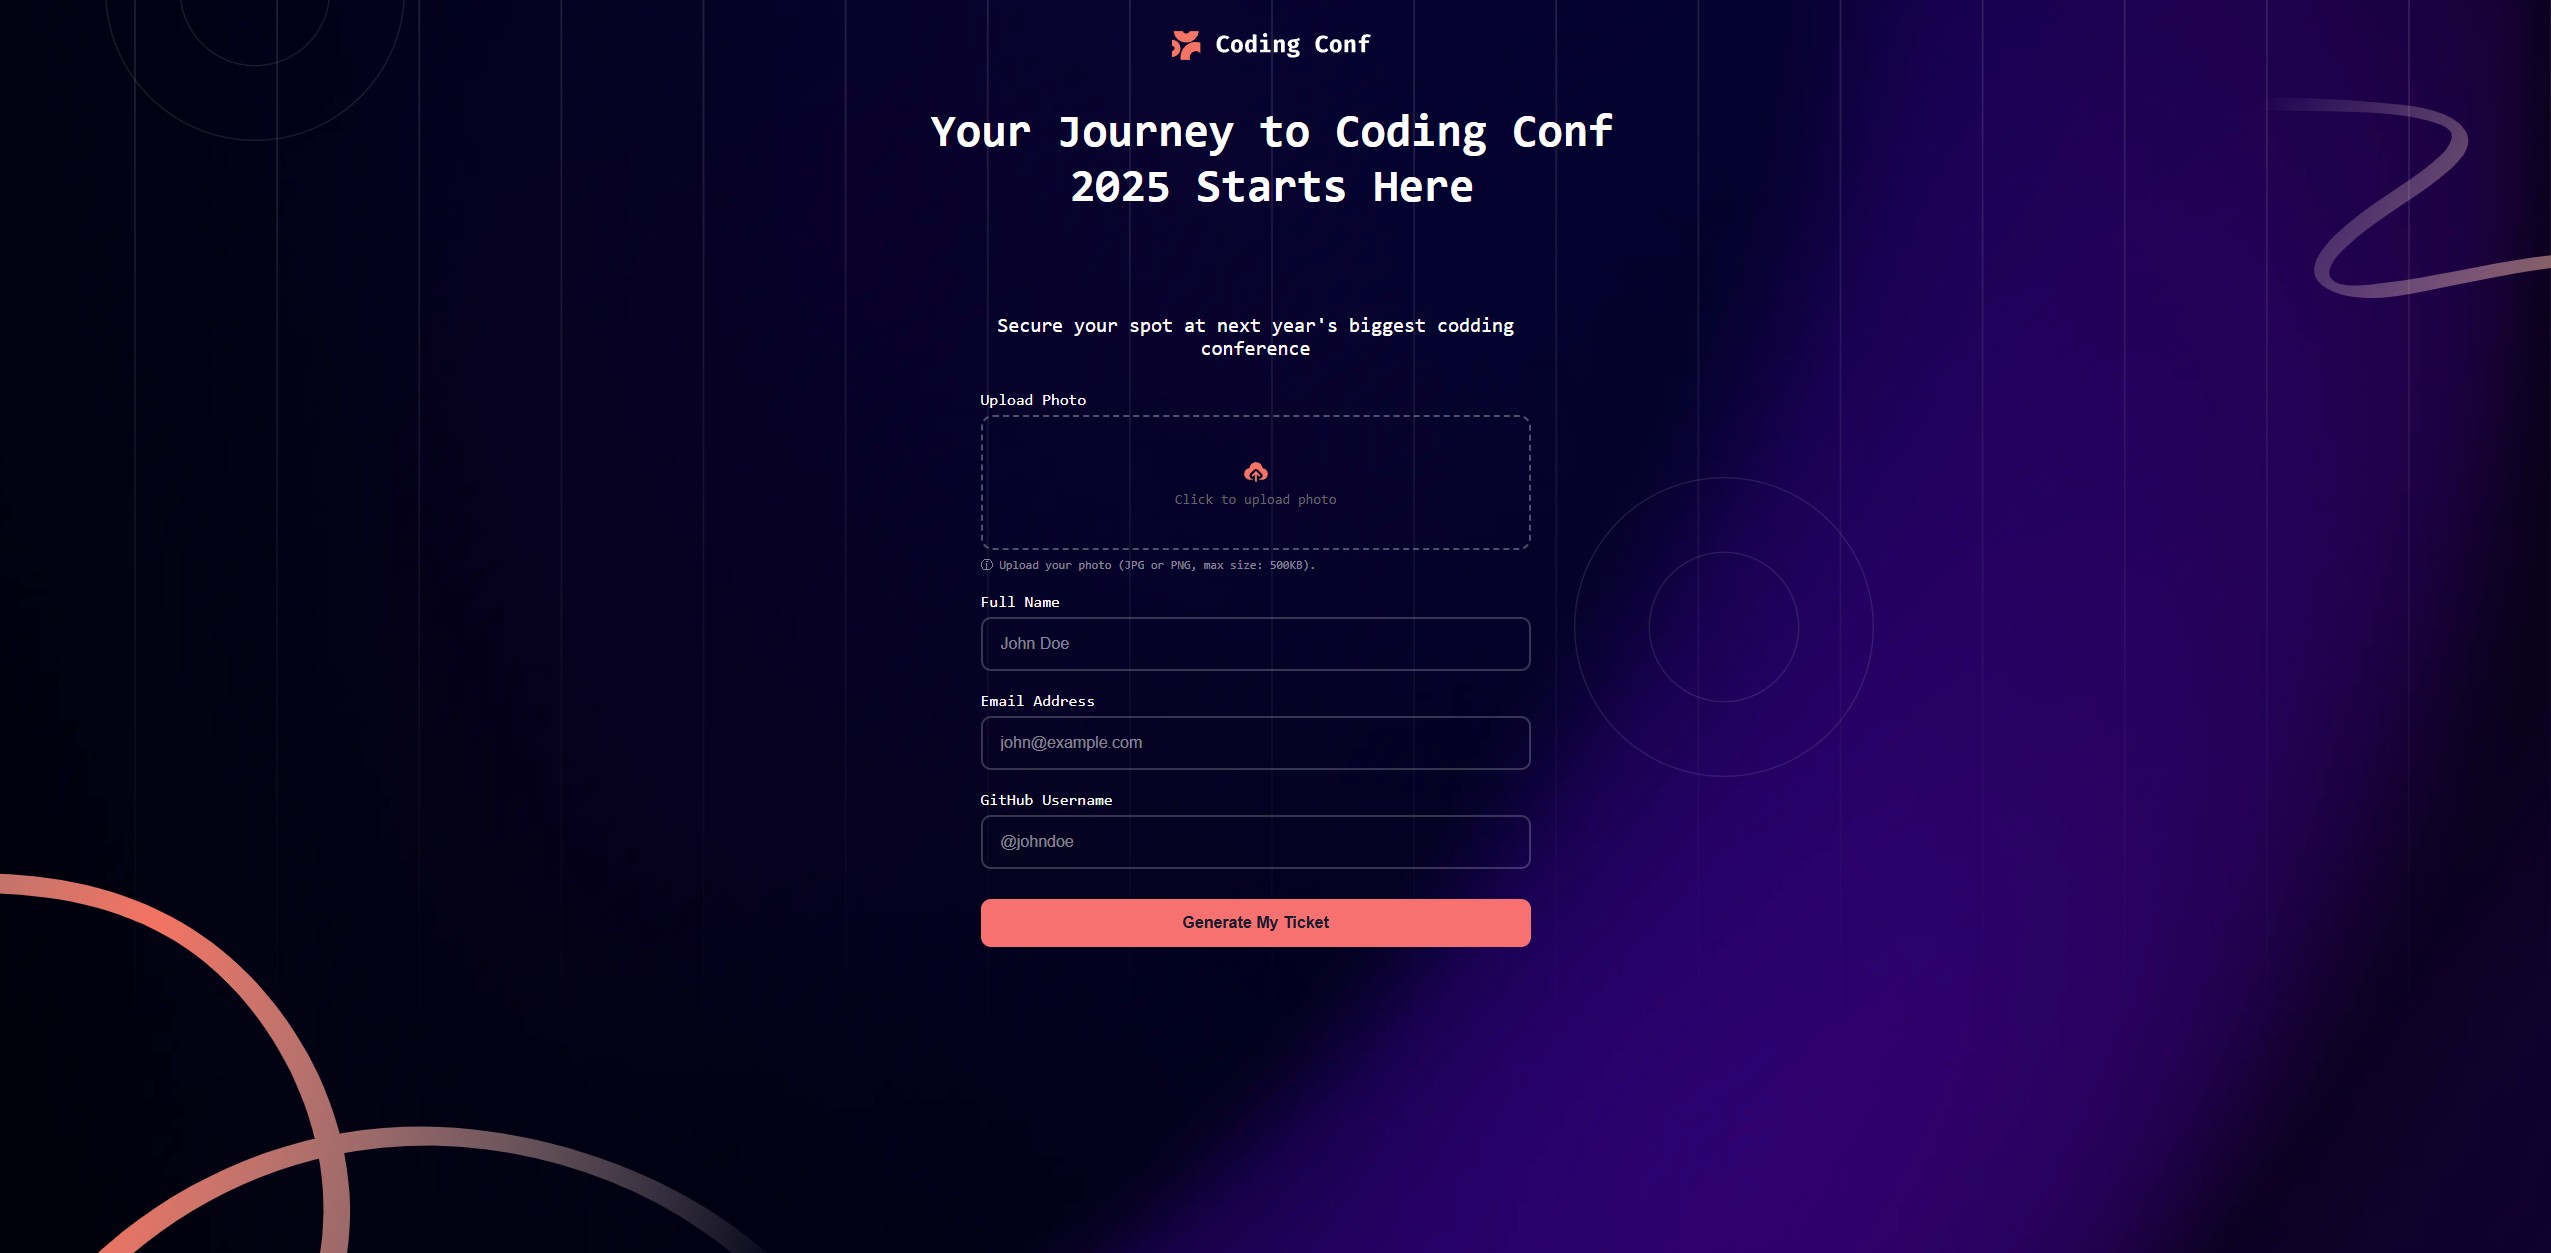 Coding Conf
Your Journey to Coding Conf
2025 Starts Here
Secure your spot at next year's biggest codding
conference
Upload Photo
Click to upload photo
Upload your photo (JPG or PNG, max size: 500KB).
Full Name
John Doe
Email Address
john@example.com
GitHub Username
@johndoe
Generate My Ticket